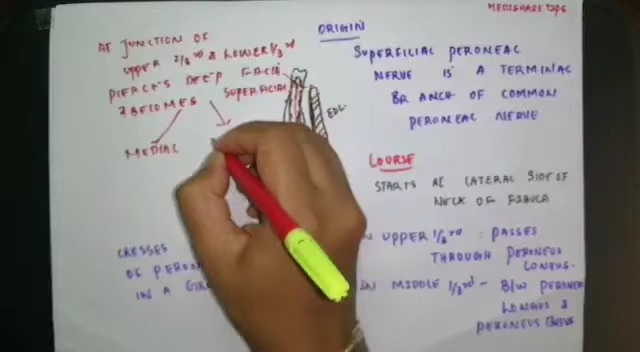 MEDISHARE TOPS
AT JUNCTION OF
UPPER 2/3rd & LOWER 1/3rd
PIERCES DEEP FACIA
& BECOMES SUPERFICIAL
MEDIAL
EDL
ORIGIN
SUPERFICIAL PERONEAL
NERVE IS A TERMINAL
BRANCH OF COMMON
PERONEAL NERVE
COURSE
STARTS AT LATERAL SIDE OF
NECK OF FIBULA
IN UPPER 1/3rd : PASSES
THROUGH PERONEUS
LONGUS
IN MIDDLE 1/3rd - B/W PERONEUS
LONGUS &
PERONEUS BREVIS
CROSSES
OF
IN A